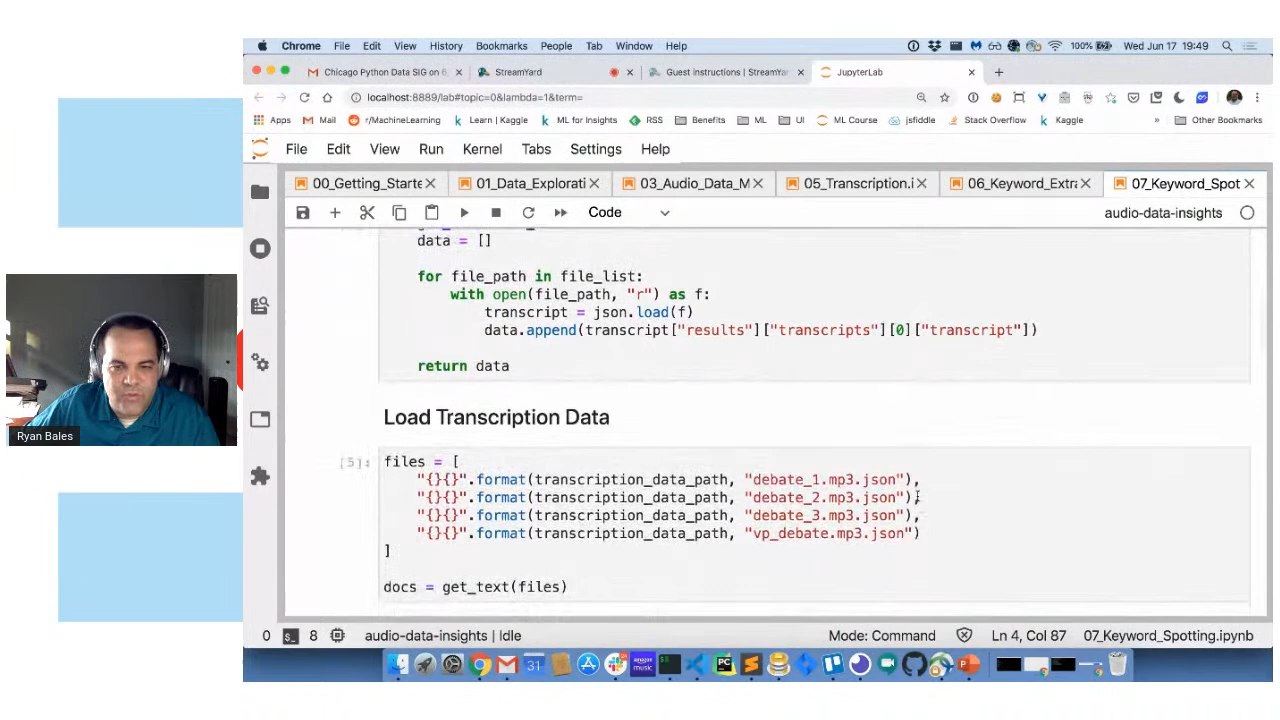 Chrome File Edit View History Bookmarks People Tab Window Help 100% Wed Jun 17 19:49
Chicago Python Data SIG on 6 StreamYard Guest Instructions | StreamYar JupyterLab
localhost:8889/lab#topic=0&lambda=1&term=
Apps Mail r/MachineLearning Learn | Kaggle ML for Insights RSS Benefits ML UI ML Course jsfiddle Stack Overflow Kaggle » Other Bookmarks
File Edit View Run Kernel Tabs Settings Help
00_Getting_Starte 01_Data_Explorati 03_Audio_Data_M 05_Transcription.i 06_Keyword_Extra 07_Keyword_Spot
Code audio-data-insights
data = []
for file_path in file_list:
with open(file_path, "r") as f:
transcript = json.load(f)
data.append(transcript["results"]["transcripts"][0]["transcript"])
return data
Load Transcription Data
[5]: files = [
"{}{}".format(transcription_data_path, "debate_1.mp3.json"),
"{}{}".format(transcription_data_path, "debate_2.mp3.json"),
"{}{}".format(transcription_data_path, "debate_3.mp3.json"),
"{}{}".format(transcription_data_path, "vp_debate.mp3.json")
]
docs = get_text(files)
Ryan Bales
0 8 audio-data-insights | Idle Mode: Command Ln 4, Col 87 07_Keyword_Spotting.ipynb
31 amazon music PC